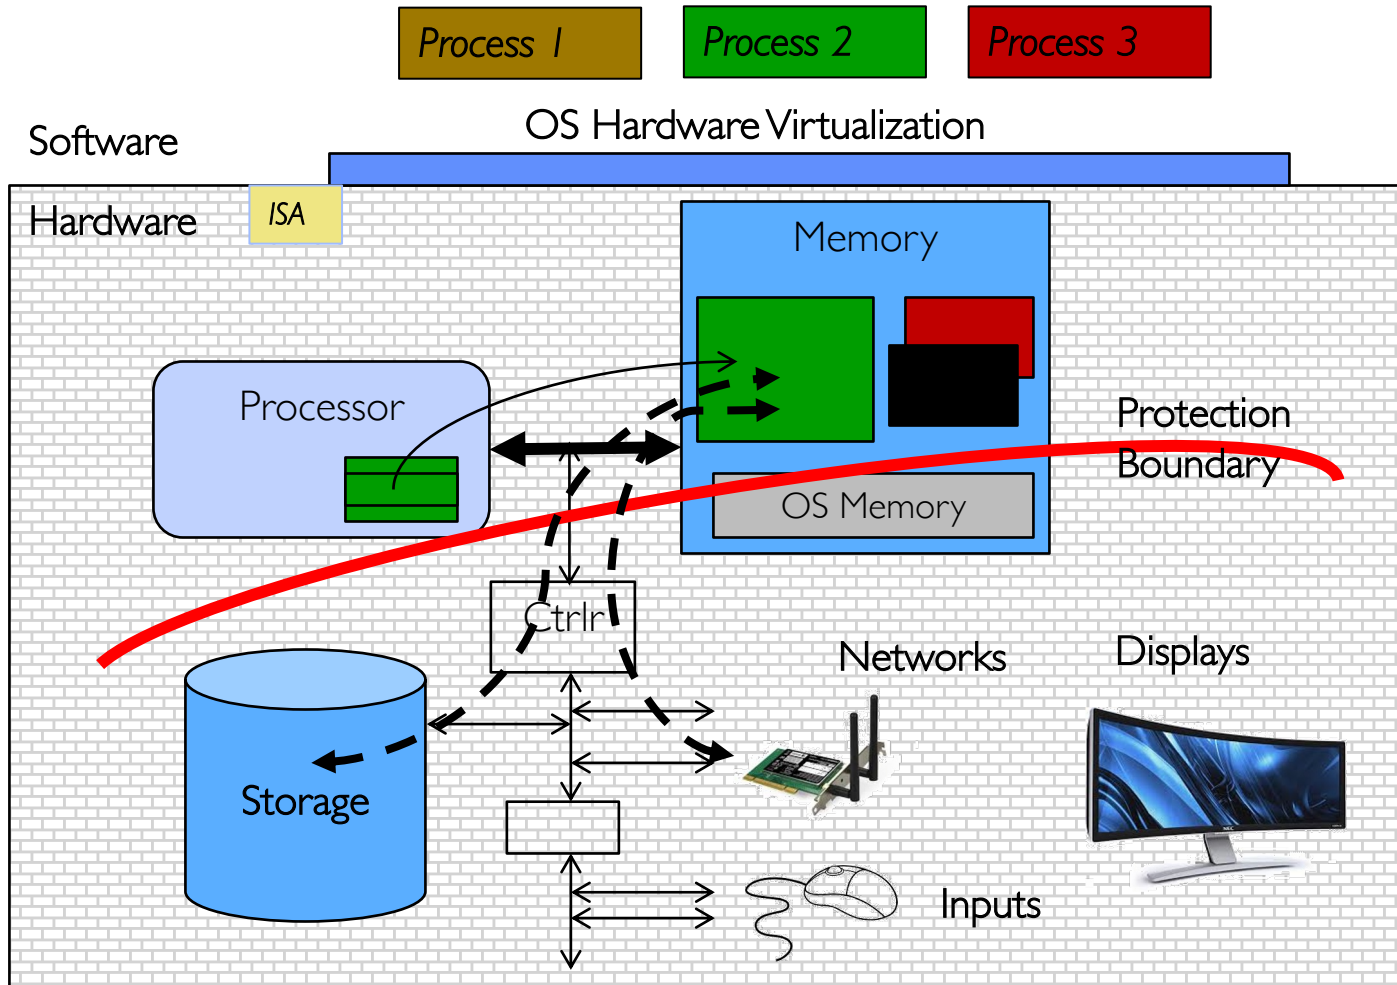 Process 1
Process 2
Process 3
OS Hardware Virtualization
Software
Hardware
ISA
Memory
Processor
Protection
Boundary
OS Memory
Ctrlr
Networks
Displays
Storage
Inputs